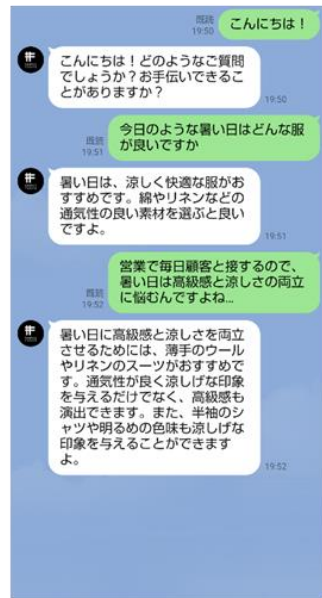 既読
19:50
こんにちは！
こんにちは！どのようなご質問
でしょうか？お手伝いできるこ
とがありますか？
19:50
今日のような暑い日はどんな服
が良いですか
既読
19:51
暑い日は、涼しく快適な服がお
すすめです。綿やリネンなどの
通気性の良い素材を選ぶと良い
ですよ。
19:51
営業で毎日顧客と接するので、
暑い日は高級感と涼しさの両立
に悩むんですよね...
既読
19:52
暑い日に高級感と涼しさを両立
させるためには、薄手のウール
やリネンのスーツがおすすめで
す。通気性が良く涼しげな印象
を与えるだけでなく、高級感も
演出できます。また、半袖のシ
ャツや明るめの色味も涼しげな
印象を与えることができます
よ。
19:52